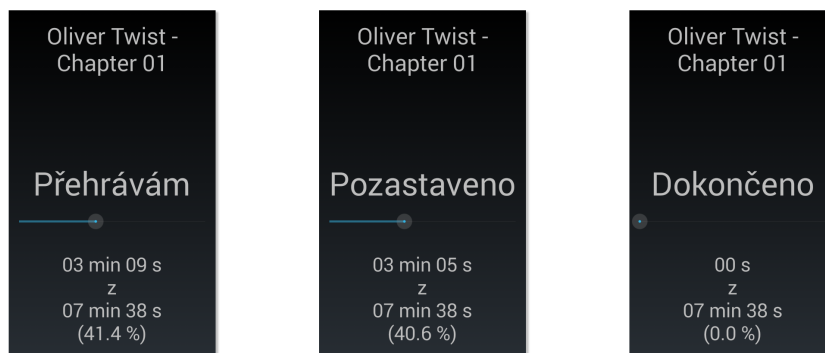 Oliver Twist -
Chapter 01
Přehrávám
03 min 09 s
z
07 min 38 s
(41.4 %)
Oliver Twist -
Chapter 01
Pozastaveno
03 min 05 s
z
07 min 38 s
(40.6 %)
Oliver Twist -
Chapter 01
Dokončeno
00 s
z
07 min 38 s
(0.0 %)